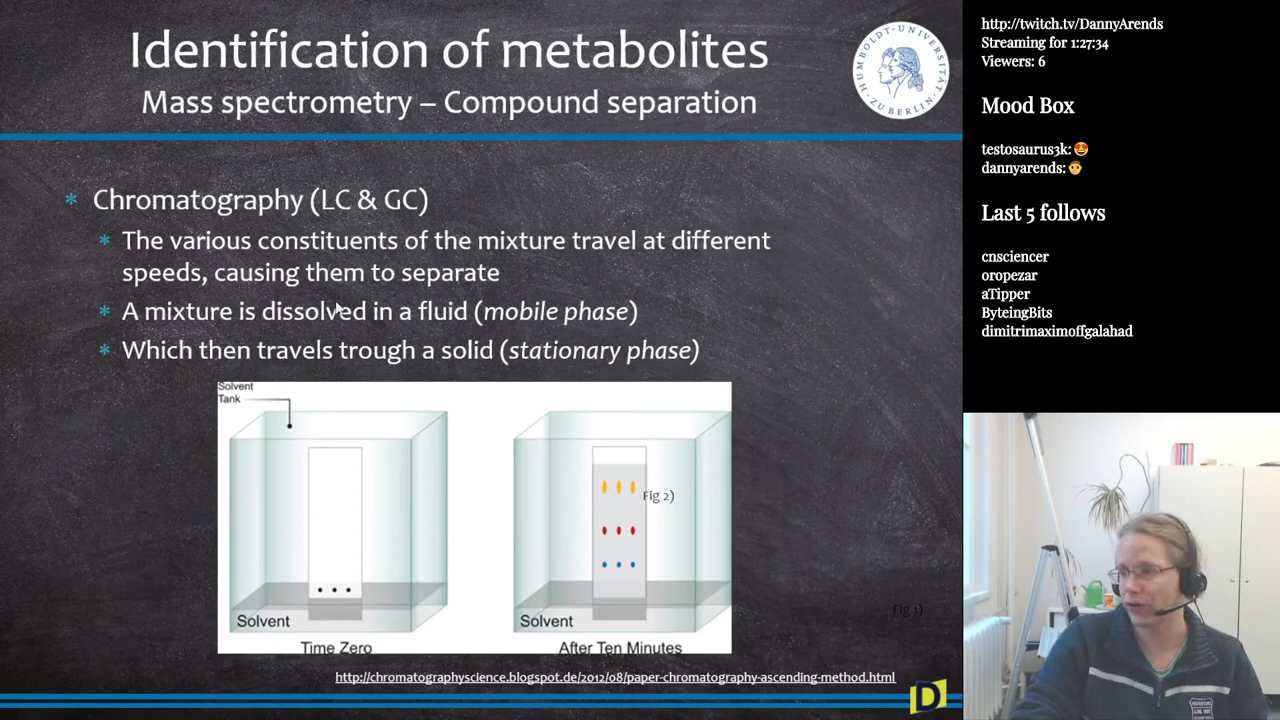 Identification of metabolites
Mass spectrometry – Compound separation
HUMBOLDT-UNIVERSITÄT ZU BERLIN
Chromatography (LC & GC)
The various constituents of the mixture travel at different
speeds, causing them to separate
A mixture is dissolved in a fluid (mobile phase)
Which then travels trough a solid (stationary phase)
Solvent
Tank
Fig 2)
Solvent
Solvent
Time Zero
After Ten Minutes
Fig 1)
http://chromatographyscience.blogspot.de/2012/08/paper-chromatography-ascending-method.html
D
http://twitch.tv/DannyArends
Streaming for 1:27:34
Viewers: 6
Mood Box
testosaurus3k: 🤩
dannyarends: 👨
Last 5 follows
cnsciencer
oropezar
aTipper
ByteingBits
dimitrimaximoffgalahad